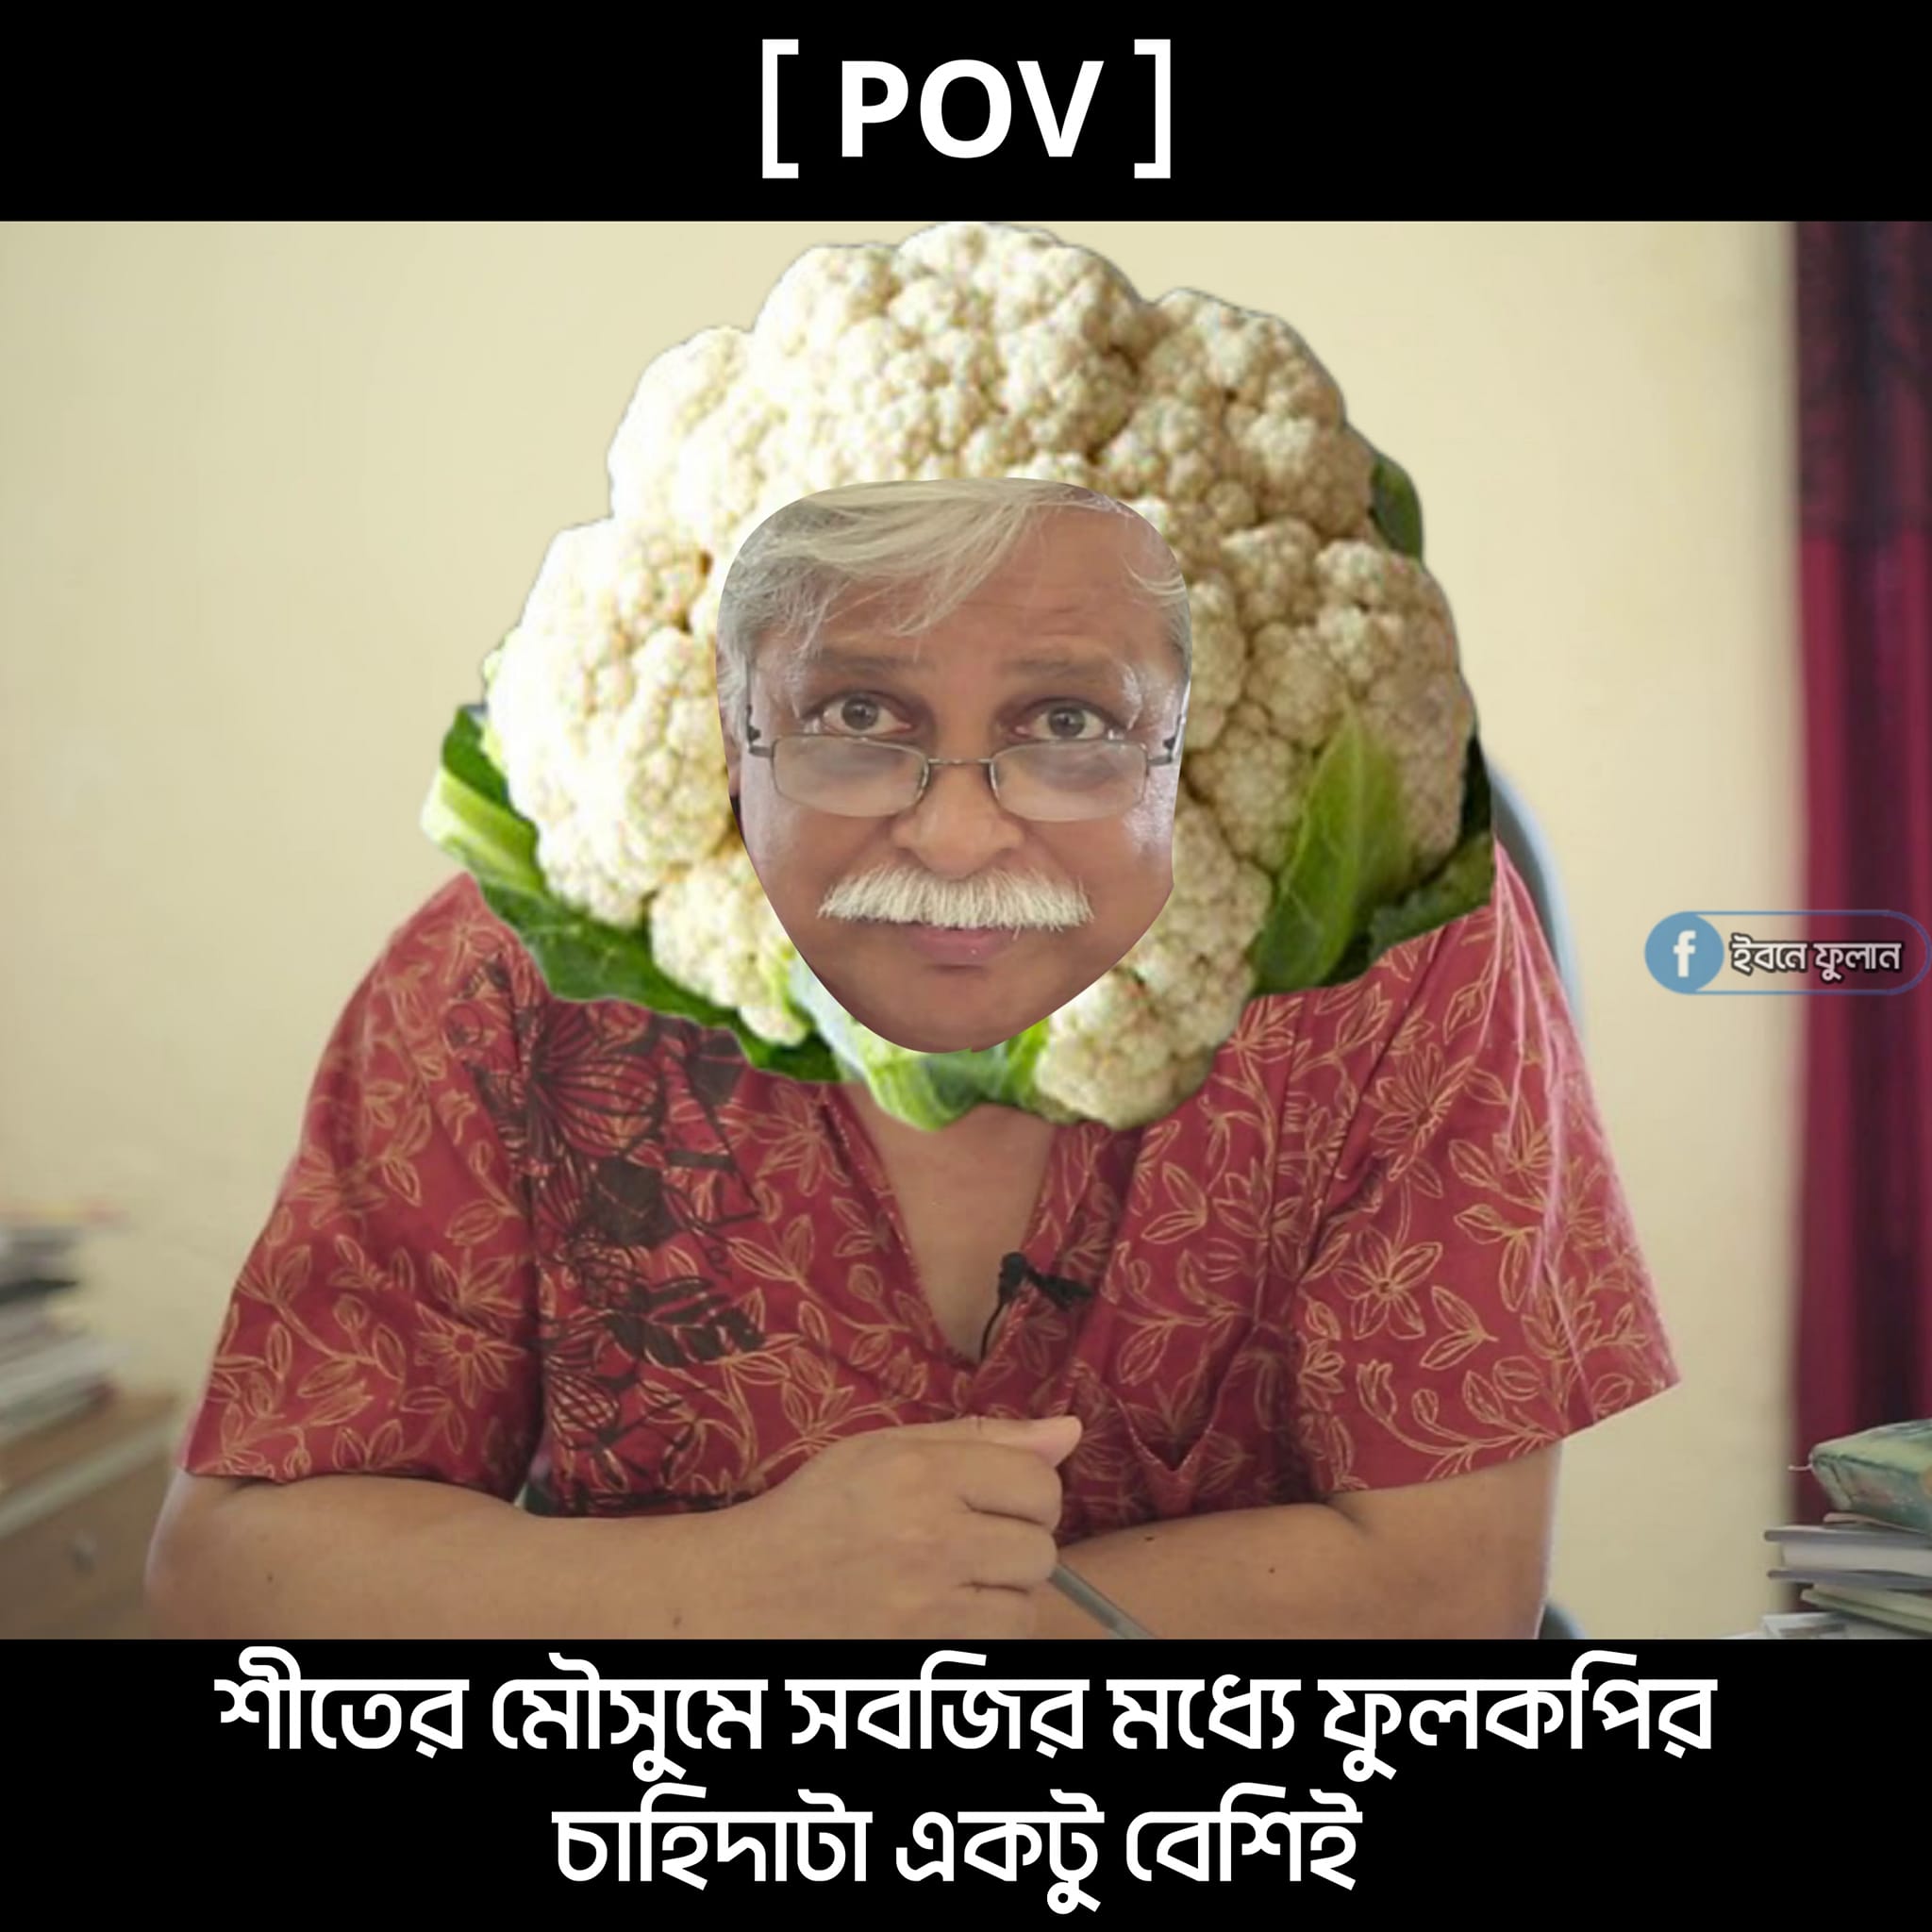 [ POV ]
f ইবনে ফুলান
শীতের মৌসুমে সবজির মধ্যে ফুলকপির
চাহিদাটা একটু বেশিই